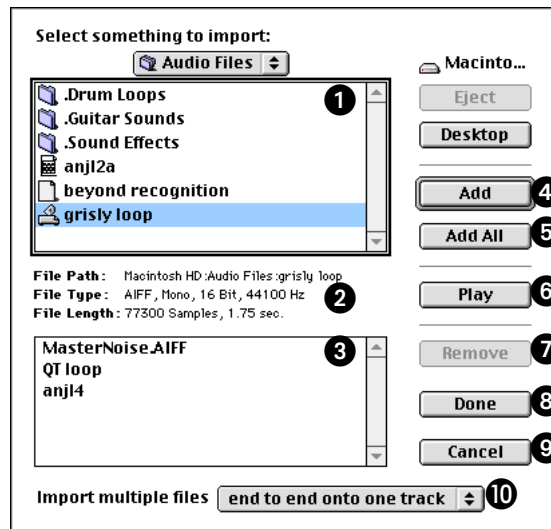 Select something to import:
Audio Files
Macinto...
.Drum Loops
.Guitar Sounds
.Sound Effects
anjl2a
beyond recognition
grisly loop
1
Eject
Desktop
Add
4
Add All
5
File Path: Macintosh HD:Audio Files:grisly loop
File Type: AIFF, Mono, 16 Bit, 44100 Hz
File Length: 77300 Samples, 1.75 sec.
2
Play
6
MasterNoise.AIFF
QT loop
anjl4
3
Remove
7
Done
8
Cancel
9
Import multiple files end to end onto one track
10